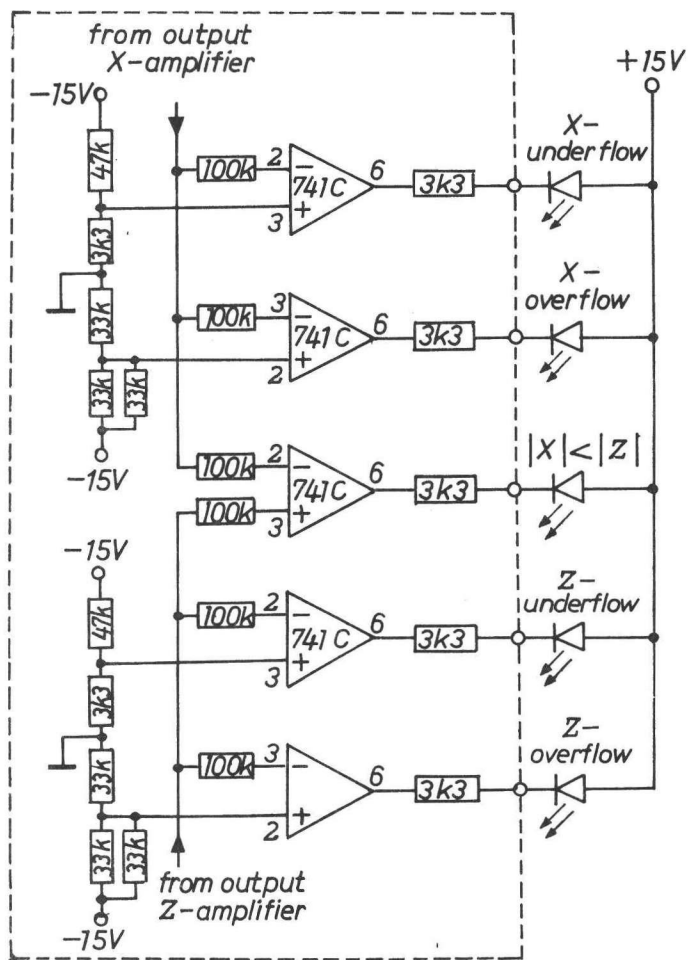 from output
X-amplifier
-15V
+15V
47k
100k
2
-
741C
+
3
6
3k3
X-
underflow
3k3
33k
100k
3
-
741C
+
2
6
3k3
X-
overflow
33k
33k
-15V
100k
2
-
741C
+
3
100k
6
3k3
|X|<|Z|
-15V
47k
100k
2
-
741C
+
3
6
3k3
Z-
underflow
3k3
33k
100k
3
-
+
2
6
3k3
Z-
overflow
33k
33k
-15V
from output
Z-amplifier